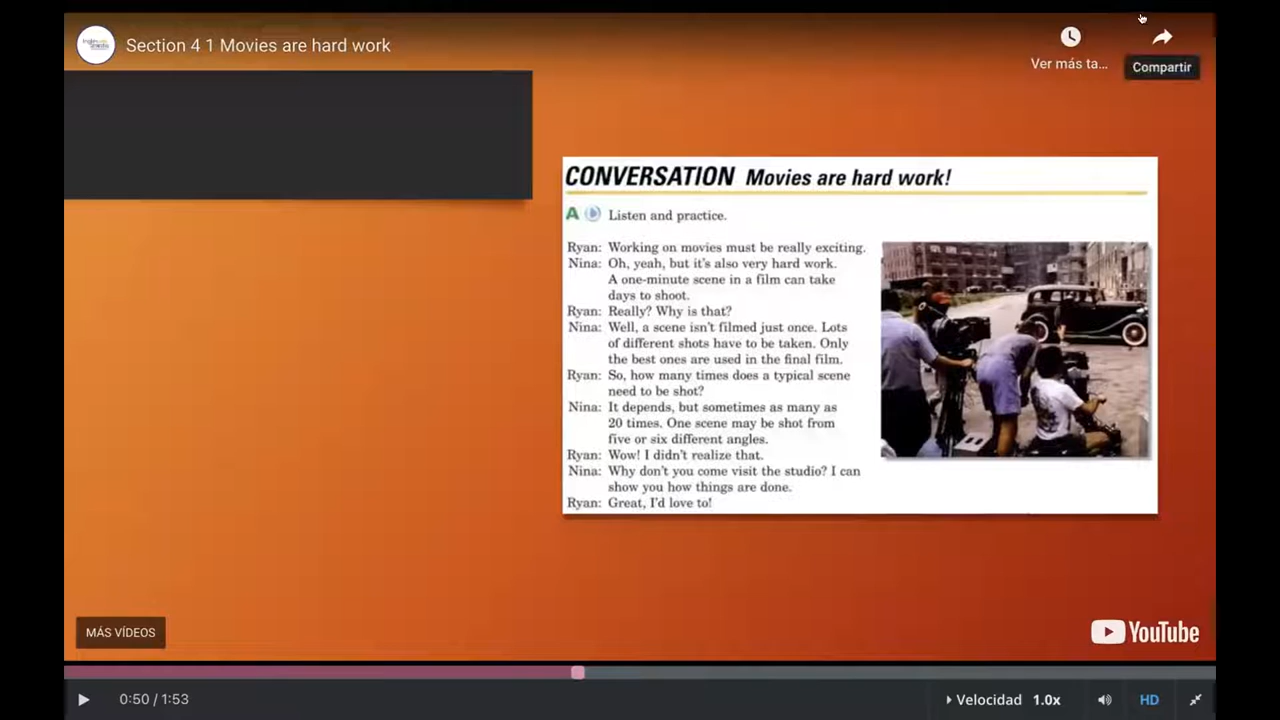 Section 4 1 Movies are hard work
Ver más ta...
Compartir
CONVERSATION Movies are hard work!
A Listen and practice.
Ryan: Working on movies must be really exciting.
Nina: Oh, yeah, but it's also very hard work.
A one-minute scene in a film can take
days to shoot.
Ryan: Really? Why is that?
Nina: Well, a scene isn't filmed just once. Lots
of different shots have to be taken. Only
the best ones are used in the final film.
Ryan: So, how many times does a typical scene
need to be shot?
Nina: It depends, but sometimes as many as
20 times. One scene may be shot from
five or six different angles.
Ryan: Wow! I didn't realize that.
Nina: Why don't you come visit the studio? I can
show you how things are done.
Ryan: Great, I'd love to!
MÁS VÍDEOS
YouTube
0:50 / 1:53
Velocidad 1.0x
HD